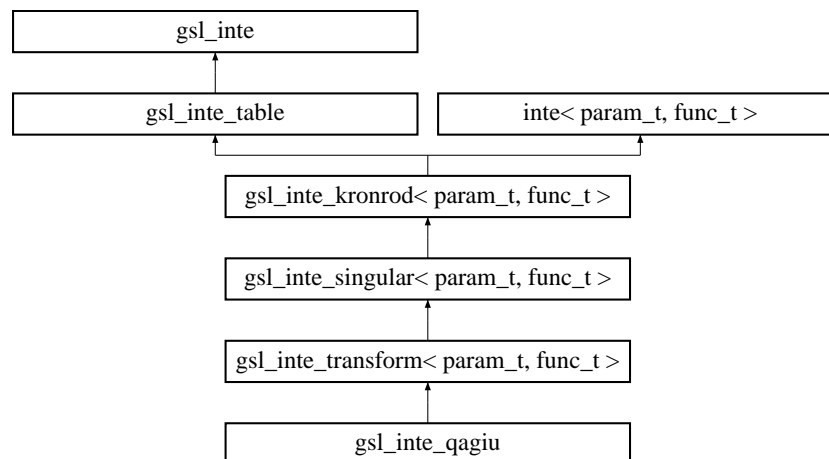 gsl_inte
gsl_inte_table
inte< param_t, func_t >
gsl_inte_kronrod< param_t, func_t >
gsl_inte_singular< param_t, func_t >
gsl_inte_transform< param_t, func_t >
gsl_inte_qagiu